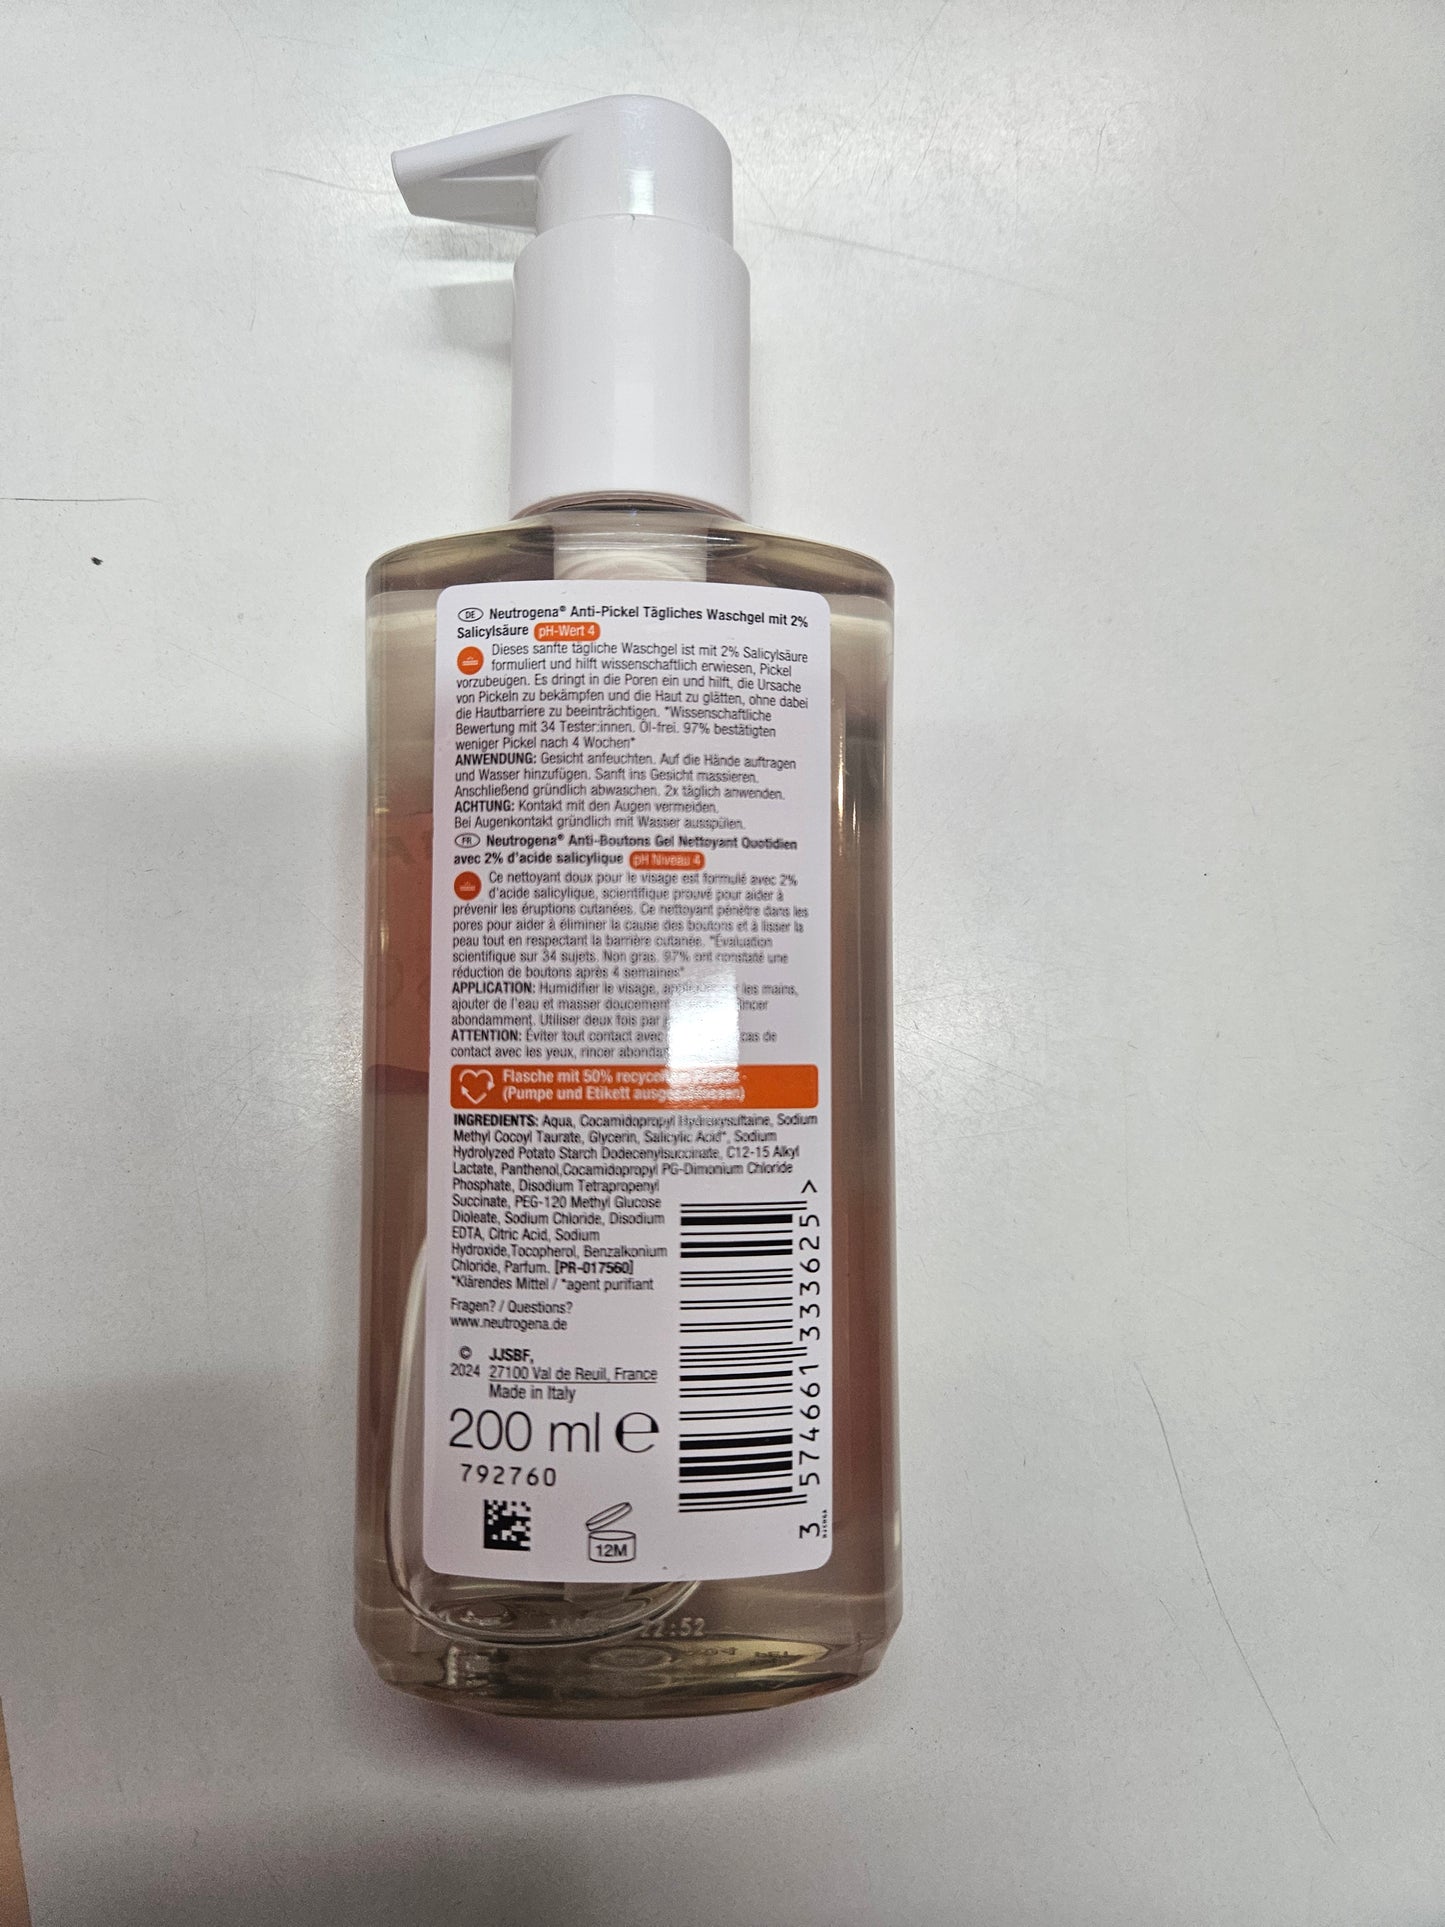 DE Neutrogena® Anti-Pickel Tägliches Waschgel mit 2%
Salicylsäure pH-Wert 4
Dieses sanfte tägliche Waschgel ist mit 2% Salicylsäure
formuliert und hilft wissenschaftlich erwiesen, Pickel
vorzubeugen. Es dringt in die Poren ein und hilft, die Ursache
von Pickeln zu bekämpfen und die Haut zu glätten, ohne dabei
die Hautbarriere zu beeinträchtigen. *Wissenschaftliche
Bewertung mit 34 Tester:innen. Öl-frei. 97% bestätigten
weniger Pickel nach 4 Wochen*
ANWENDUNG: Gesicht anfeuchten. Auf die Hände auftragen
und Wasser hinzufügen. Sanft ins Gesicht massieren.
Anschließend gründlich abwaschen. 2x täglich anwenden.
ACHTUNG: Kontakt mit den Augen vermeiden.
Bei Augenkontakt gründlich mit Wasser ausspülen.
FR Neutrogena® Anti-Boutons Gel Nettoyant Quotidien
avec 2% d'acide salicylique pH Niveau 4
Ce nettoyant doux pour le visage est formulé avec 2%
d'acide salicylique, scientifique prouvé pour aider à
prévenir les éruptions cutanées. Ce nettoyant pénètre dans les
pores pour aider à éliminer la cause des boutons et à lisser la
peau tout en respectant la barrière cutanée. *Évaluation
scientifique sur 34 sujets. Non gras. 97% ont constaté une
réduction de boutons après 4 semaines*
APPLICATION: Humidifier le visage, les mains,
ajouter de l'eau et masser doucement
abondamment. Utiliser deux fois par
ATTENTION: Éviter tout contact avec cas de
contact avec les yeux, rincer
Flasche mit 50%
(Pumpe und Etikett
INGREDIENTS: Aqua, Cocamidopropyl Hydroxysultaine, Sodium
Methyl Cocoyl Taurate, Glycerin, Salicylic Acid*, Sodium
Hydrolyzed Potato Starch Dodecenylsuccinate, C12-15 Alkyl
Lactate, Panthenol,Cocamidopropyl PG-Dimonium Chloride
Phosphate, Disodium Tetrapropenyl
Succinate, PEG-120 Methyl Glucose
Dioleate, Sodium Chloride, Disodium
EDTA, Citric Acid, Sodium
Hydroxide,Tocopherol, Benzalkonium
Chloride, Parfum. [PR-017560]
*Klärendes Mittel / *agent purifiant
Fragen? / Questions?
www.neutrogena.de
© JJSBF,
2024 27100 Val de Reuil, France
Made in Italy
200 ml e
792760
12M
3 574661 333625 >
22:52